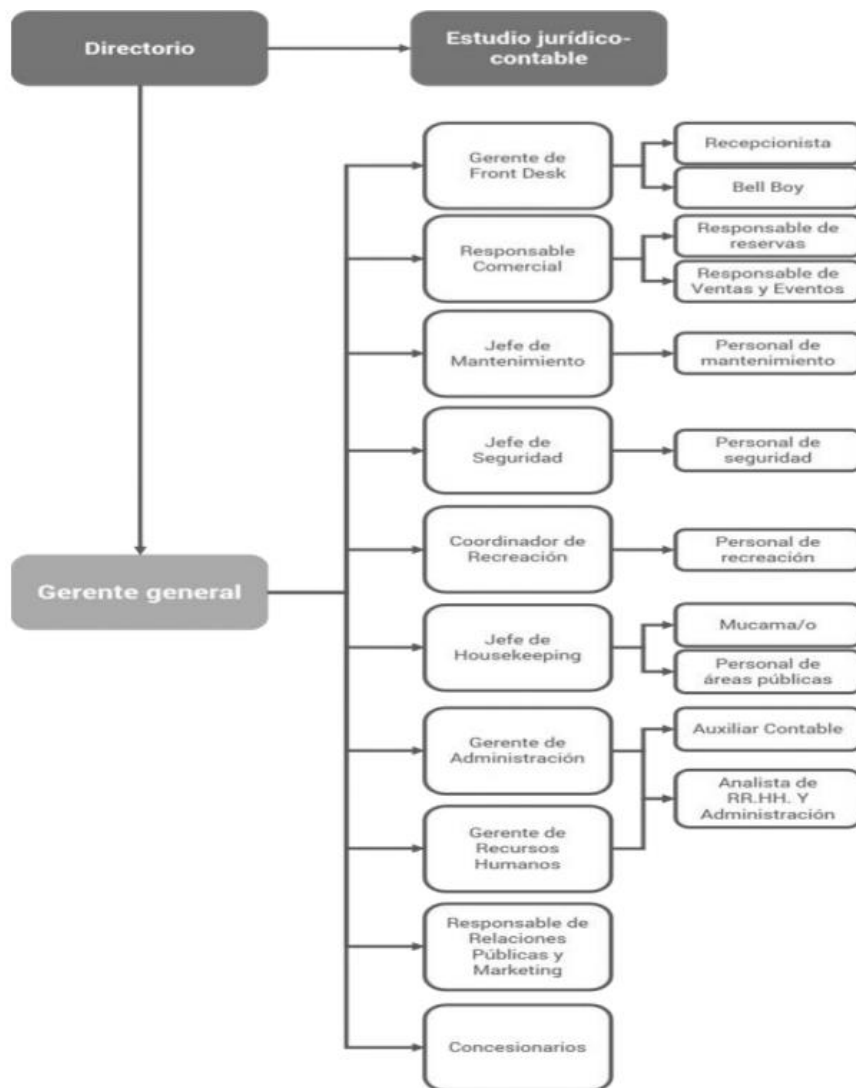 Directorio
Estudio jurídico-
contable
Gerente de
Front Desk
Recepcionista
Bell Boy
Responsable
Comercial
Responsable de
reservas
Responsable de
Ventas y Eventos
Jefe de
Mantenimiento
Personal de
mantenimiento
Jefe de
Seguridad
Personal de
seguridad
Coordinador de
Recreación
Personal de
recreación
Gerente general
Jefe de
Housekeeping
Mucama/o
Personal de
áreas públicas
Gerente de
Administración
Auxiliar Contable
Analista de
RR.HH. Y
Administración
Gerente de
Recursos
Humanos
Responsable de
Relaciones
Públicas y
Marketing
Concesionarios